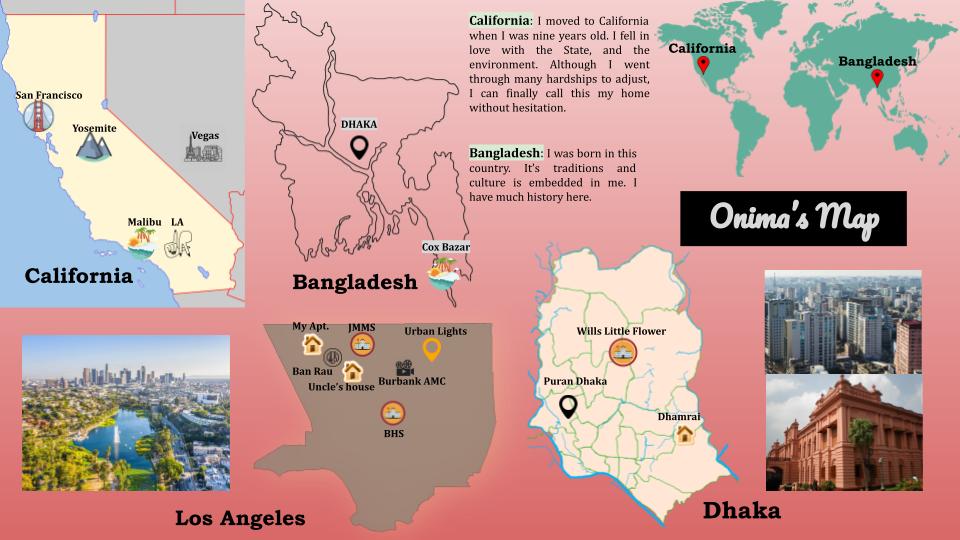 California: I moved to California
when I was nine years old. I fell in
love with the State, and the
environment. Although I went
through many hardships to adjust,
I can finally call this my home
without hesitation.
California
Bangladesh
San Francisco
Yosemite
Vegas
DHAKA
Bangladesh: I was born in this
country. It's traditions and
culture is embedded in me. I
have much history here.
Onima's Map
Malibu LA
California
Cox Bazar
Bangladesh
My Apt.
JMMS
Urban Lights
Ban Rau
Uncle's house
Burbank AMC
BHS
Los Angeles
Wills Little Flower
Puran Dhaka
Dhamrai
Dhaka